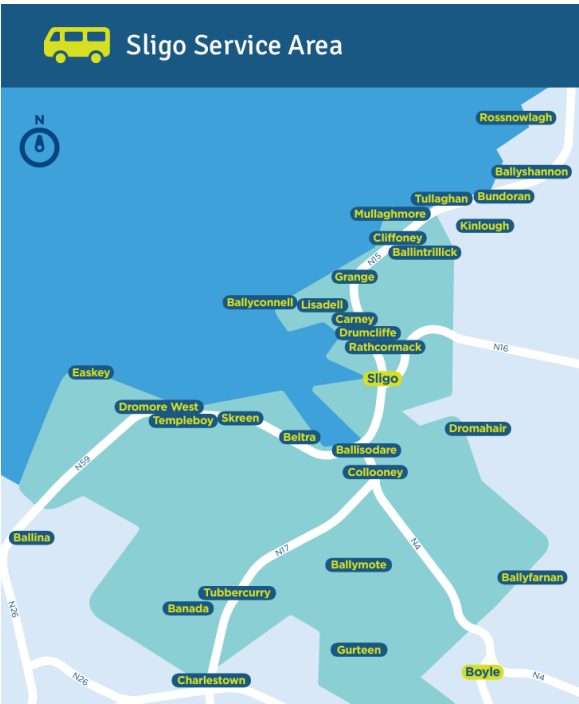 Sligo Service Area
N
Rossnowlagh
Ballyshannon
Bundoran
Tullaghan
Mullaghmore
Kinlough
Cliffoney
Ballintrillick
N15
Grange
Ballyconnell
Lisadell
Carney
Drumcliffe
Rathcormack
N16
Easkey
Sligo
Dromore West
Templeboy
Skreen
Dromahair
Beltra
Ballisodare
N59
Collooney
Ballina
N17
N4
Ballymote
Ballyfarnan
Tubbercurry
Banada
N26
Gurteen
Boyle
N4
N26
Charlestown